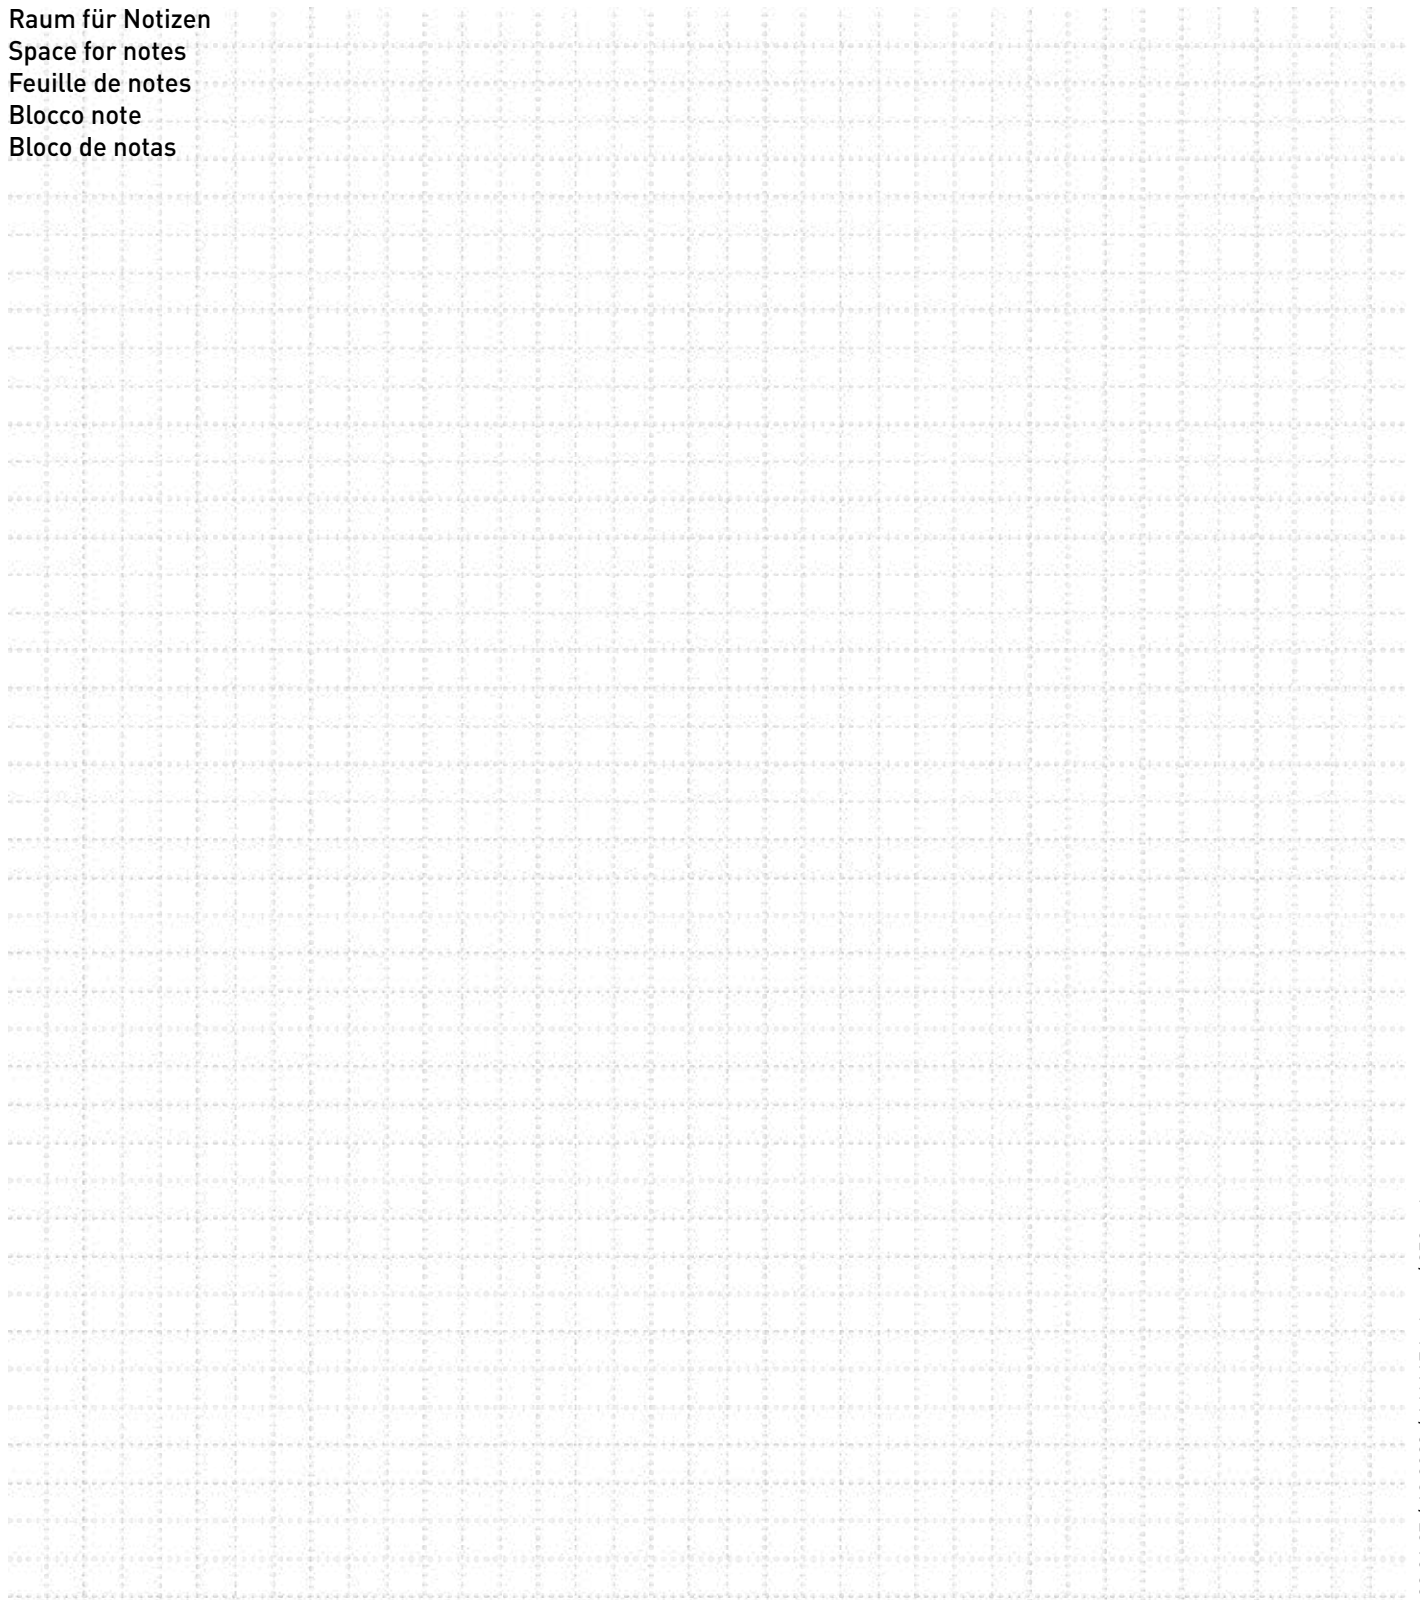 Raum für Notizen
Space for notes
Feuille de notes
Blocco note
Bloco de notas